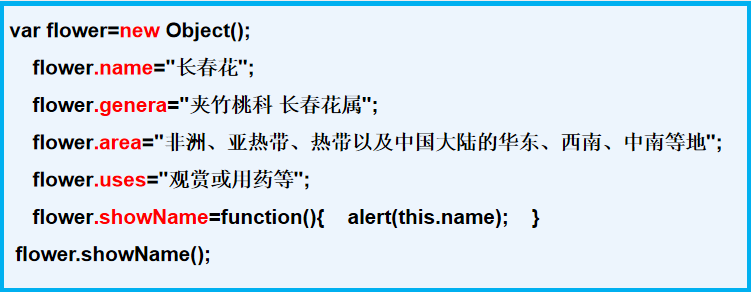 var flower=new Object();
flower.name="长春花";
flower.genera="夹竹桃科 长春花属";
flower.area="非洲、亚热带、热带以及中国大陆的华东、西南、中南等地";
flower.uses="观赏或用药等";
flower.showName=function(){    alert(this.name);    }
flower.showName();